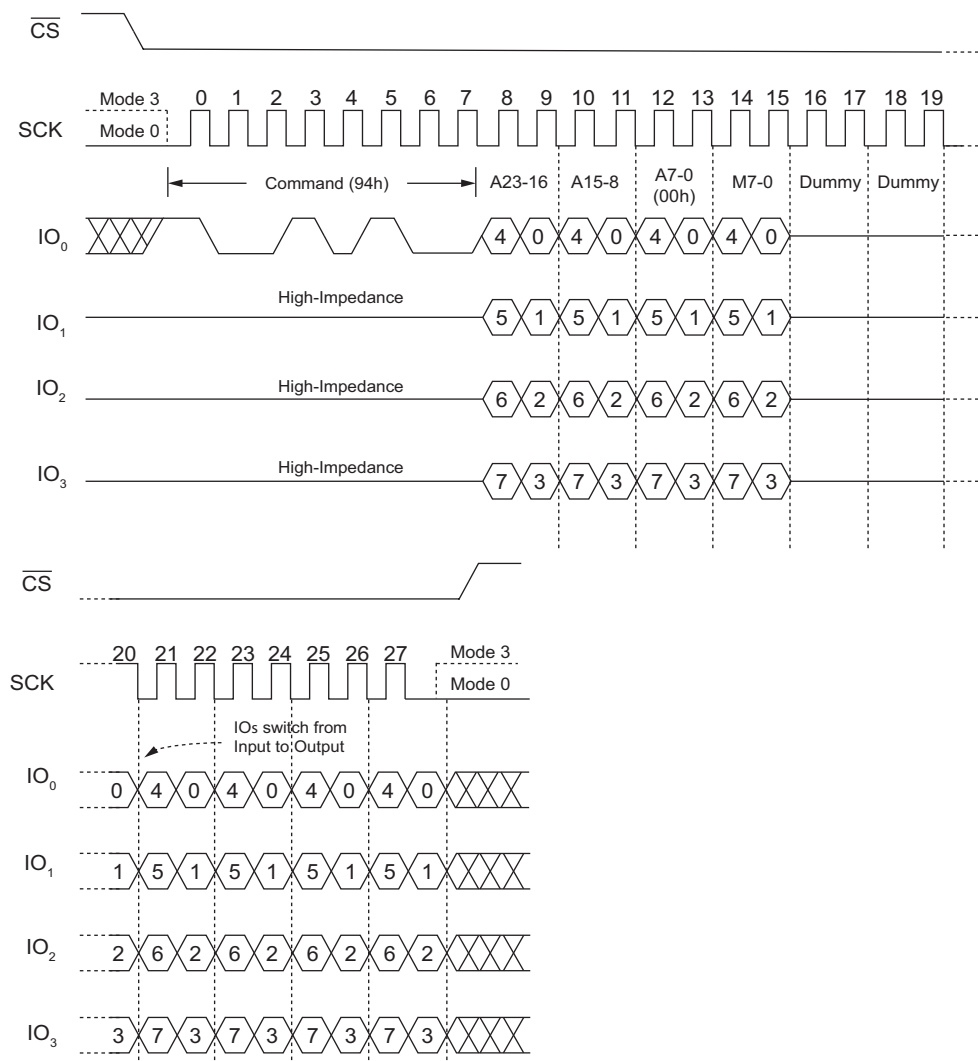 CS
Mode 3
0 1 2 3 4 5 6 7 8 9 10 11 12 13 14 15 16 17 18 19
SCK
Mode 0
Command (94h)
A23-16
A15-8
A7-0
(00h)
M7-0
Dummy
Dummy
IO0
4 0 4 0 4 0 4 0
High-Impedance
IO1
5 1 5 1 5 1 5 1
High-Impedance
IO2
6 2 6 2 6 2 6 2
High-Impedance
IO3
7 3 7 3 7 3 7 3
CS
20 21 22 23 24 25 26 27
Mode 3
SCK
Mode 0
IOs switch from
Input to Output
IO0
0 4 0 4 0 4 0 4 0
IO1
1 5 1 5 1 5 1 5 1
IO2
2 6 2 6 2 6 2 6 2
IO3
3 7 3 7 3 7 3 7 3